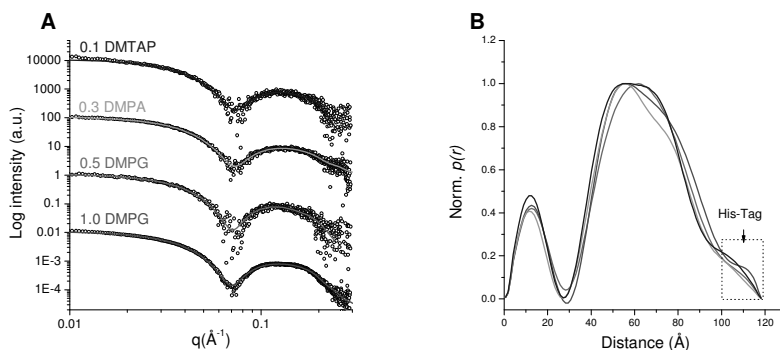 A
0.1 DMTAP
0.3 DMPA
0.5 DMPG
1.0 DMPG
Log intensity (a.u.)
10000
1000
100
10
1
0.1
0.01
1E-3
1E-4
0.01
0.1
q(Å⁻¹)
B
Norm. p(r)
1.2
1.0
0.8
0.6
0.4
0.2
0.0
His-Tag
0
20
40
60
80
100
120
Distance (Å)